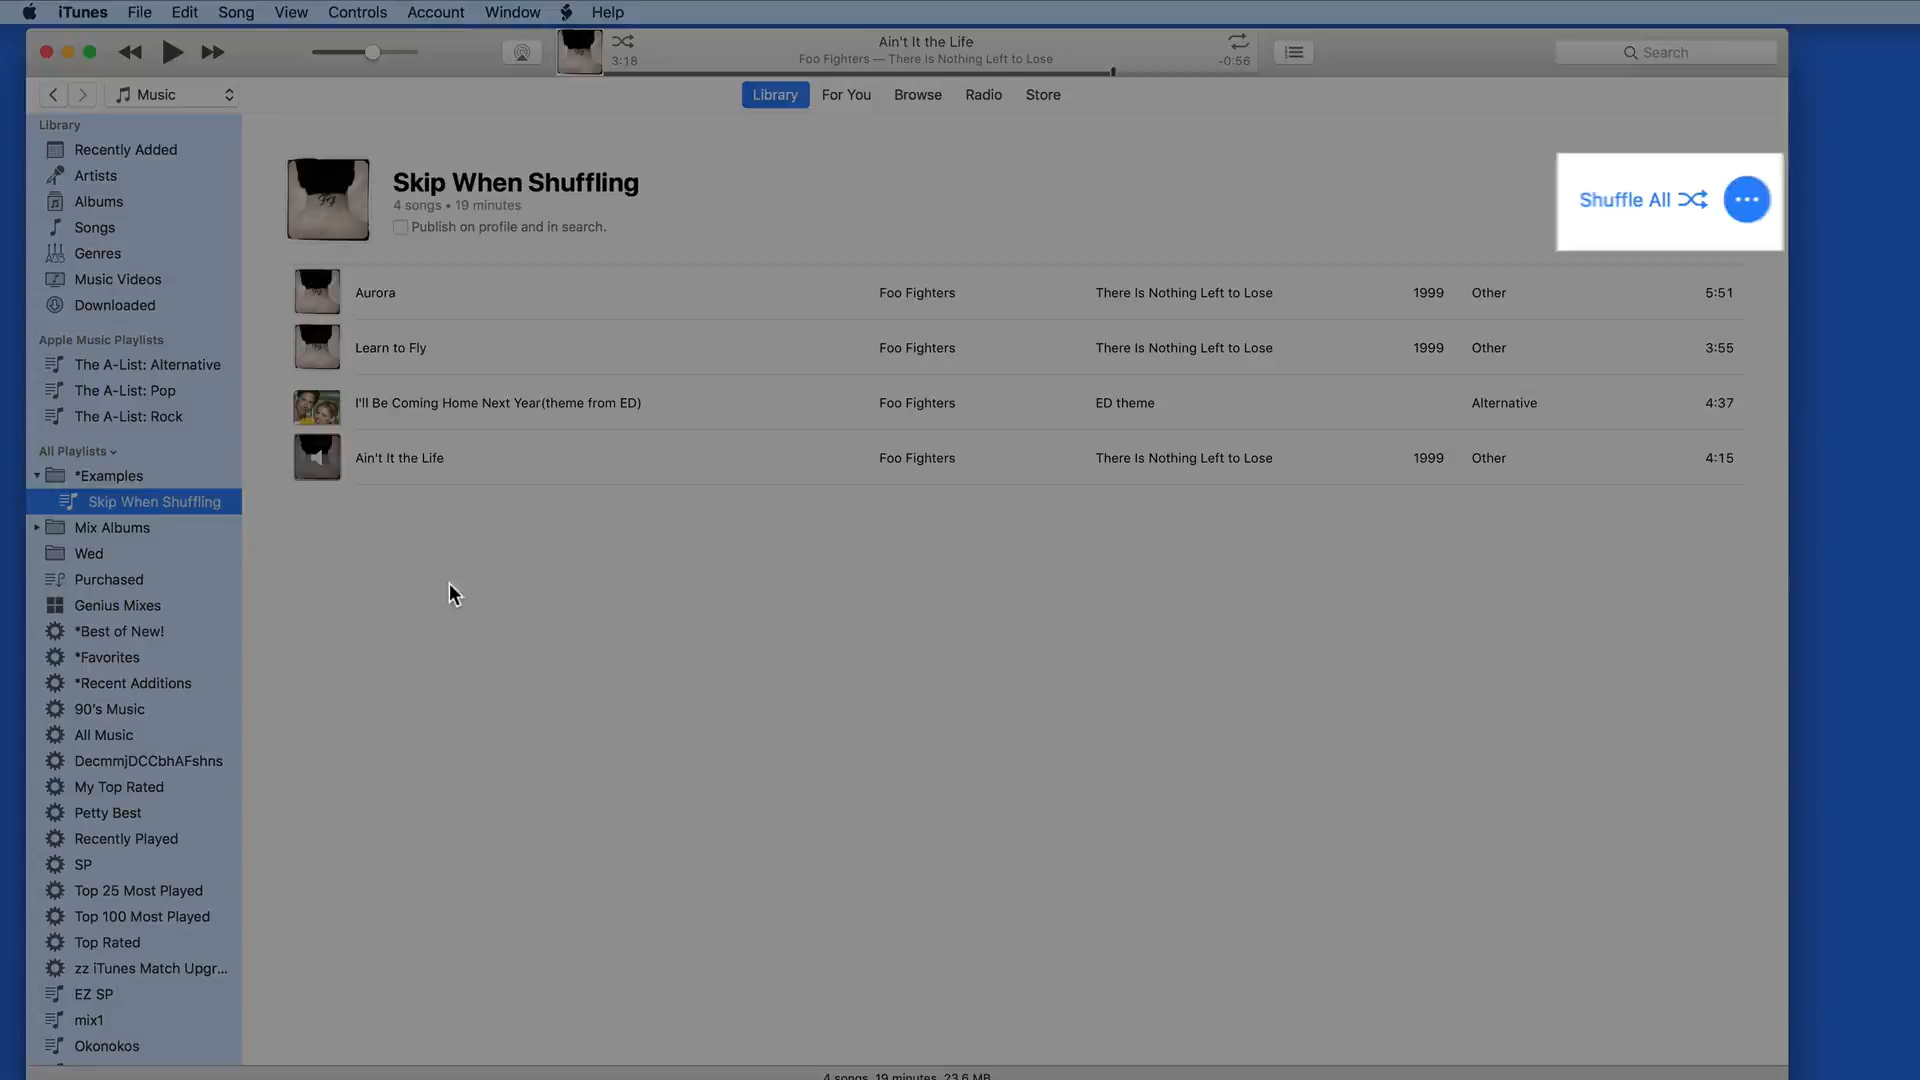 iTunes File Edit Song View Controls Account Window Help
Ain't It the Life
3:18 Foo Fighters — There Is Nothing Left to Lose -0:56
Search
Music
Library For You Browse Radio Store
Library
Recently Added
Artists
Albums
Songs
Genres
Music Videos
Downloaded
Apple Music Playlists
The A-List: Alternative
The A-List: Pop
The A-List: Rock
All Playlists
*Examples
Skip When Shuffling
Mix Albums
Wed
Purchased
Genius Mixes
*Best of New!
*Favorites
*Recent Additions
90's Music
All Music
DecmmjDCCbhAFshns
My Top Rated
Petty Best
Recently Played
SP
Top 25 Most Played
Top 100 Most Played
Top Rated
zz iTunes Match Upgr...
EZ SP
mix1
Okonokos
Skip When Shuffling
4 songs • 19 minutes
Publish on profile and in search.
Shuffle All
Aurora Foo Fighters There Is Nothing Left to Lose 1999 Other 5:51
Learn to Fly Foo Fighters There Is Nothing Left to Lose 1999 Other 3:55
I'll Be Coming Home Next Year(theme from ED) Foo Fighters ED theme Alternative 4:37
Ain't It the Life Foo Fighters There Is Nothing Left to Lose 1999 Other 4:15
4 songs, 19 minutes, 23.6 MB